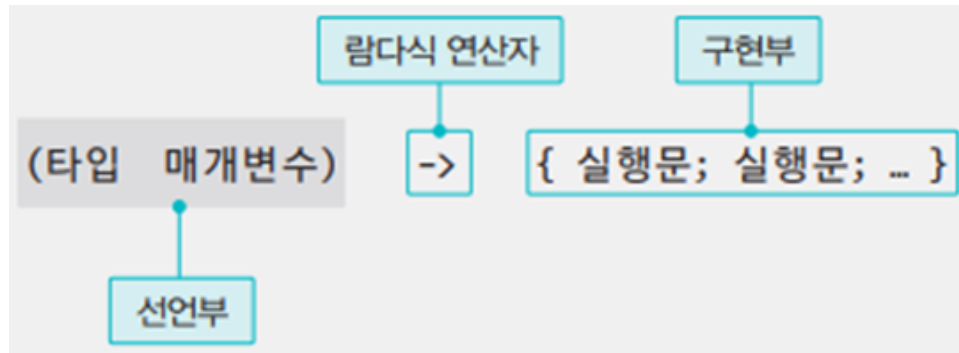 람다식 연산자 구현부
(타입 매개변수) -> { 실행문; 실행문; … }
선언부